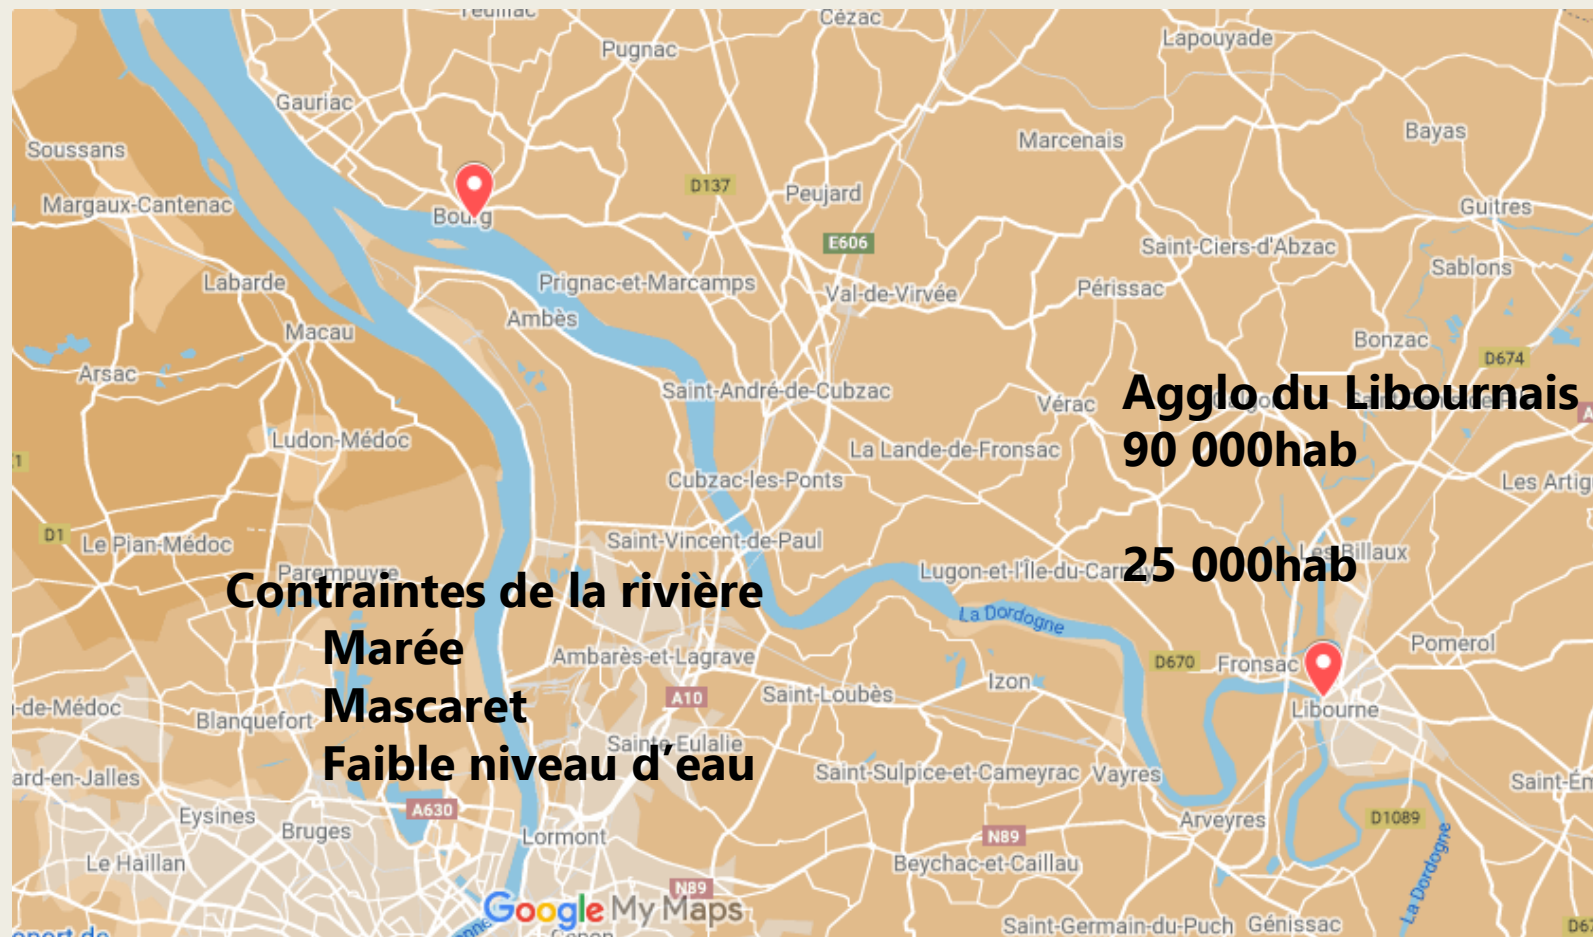 Cézac
Lapouyade
Pugnac
Gauriac
Bayas
Marcenais
Soussans
D137
Peujard
Margaux-Cantenac
Bourg
Guitres
E606
Saint-Ciers-d'Abzac
Sablons
Labarde
Prignac-et-Marcamps
Val-de-Virvée
Périssac
Ambès
Macau
Bonzac
D674
Arsac
Saint-André-de-Cubzac
Vérac
Agglo du Libournais
90 000hab
Ludon-Médoc
La Lande-de-Fronsac
Cubzac-les-Ponts
Les Artig
D1
Le Pian-Médoc
Saint-Vincent-de-Paul
Les Billaux
25 000hab
Lugon-et-l'Île-du-Carnay
Parempuyre
Contraintes de la rivière
Marée
Mascaret
Faible niveau d'eau
La Dordogne
Ambarès-et-Lagrave
D670
Fronsac
Pomerol
Izon
A10
Saint-Loubès
-de-Médoc
Blanquefort
Libourne
Sainte-Eulalie
ard-en-Jalles
Saint-Sulpice-et-Cameyrac
Vayres
Saint-Ém
A630
Eysines
Bruges
Lormont
Arveyres
D1089
N89
Le Haillan
Beychac-et-Caillau
La Dordogne
N89
Google My Maps
Saint-Germain-du-Puch
Génissac
D67